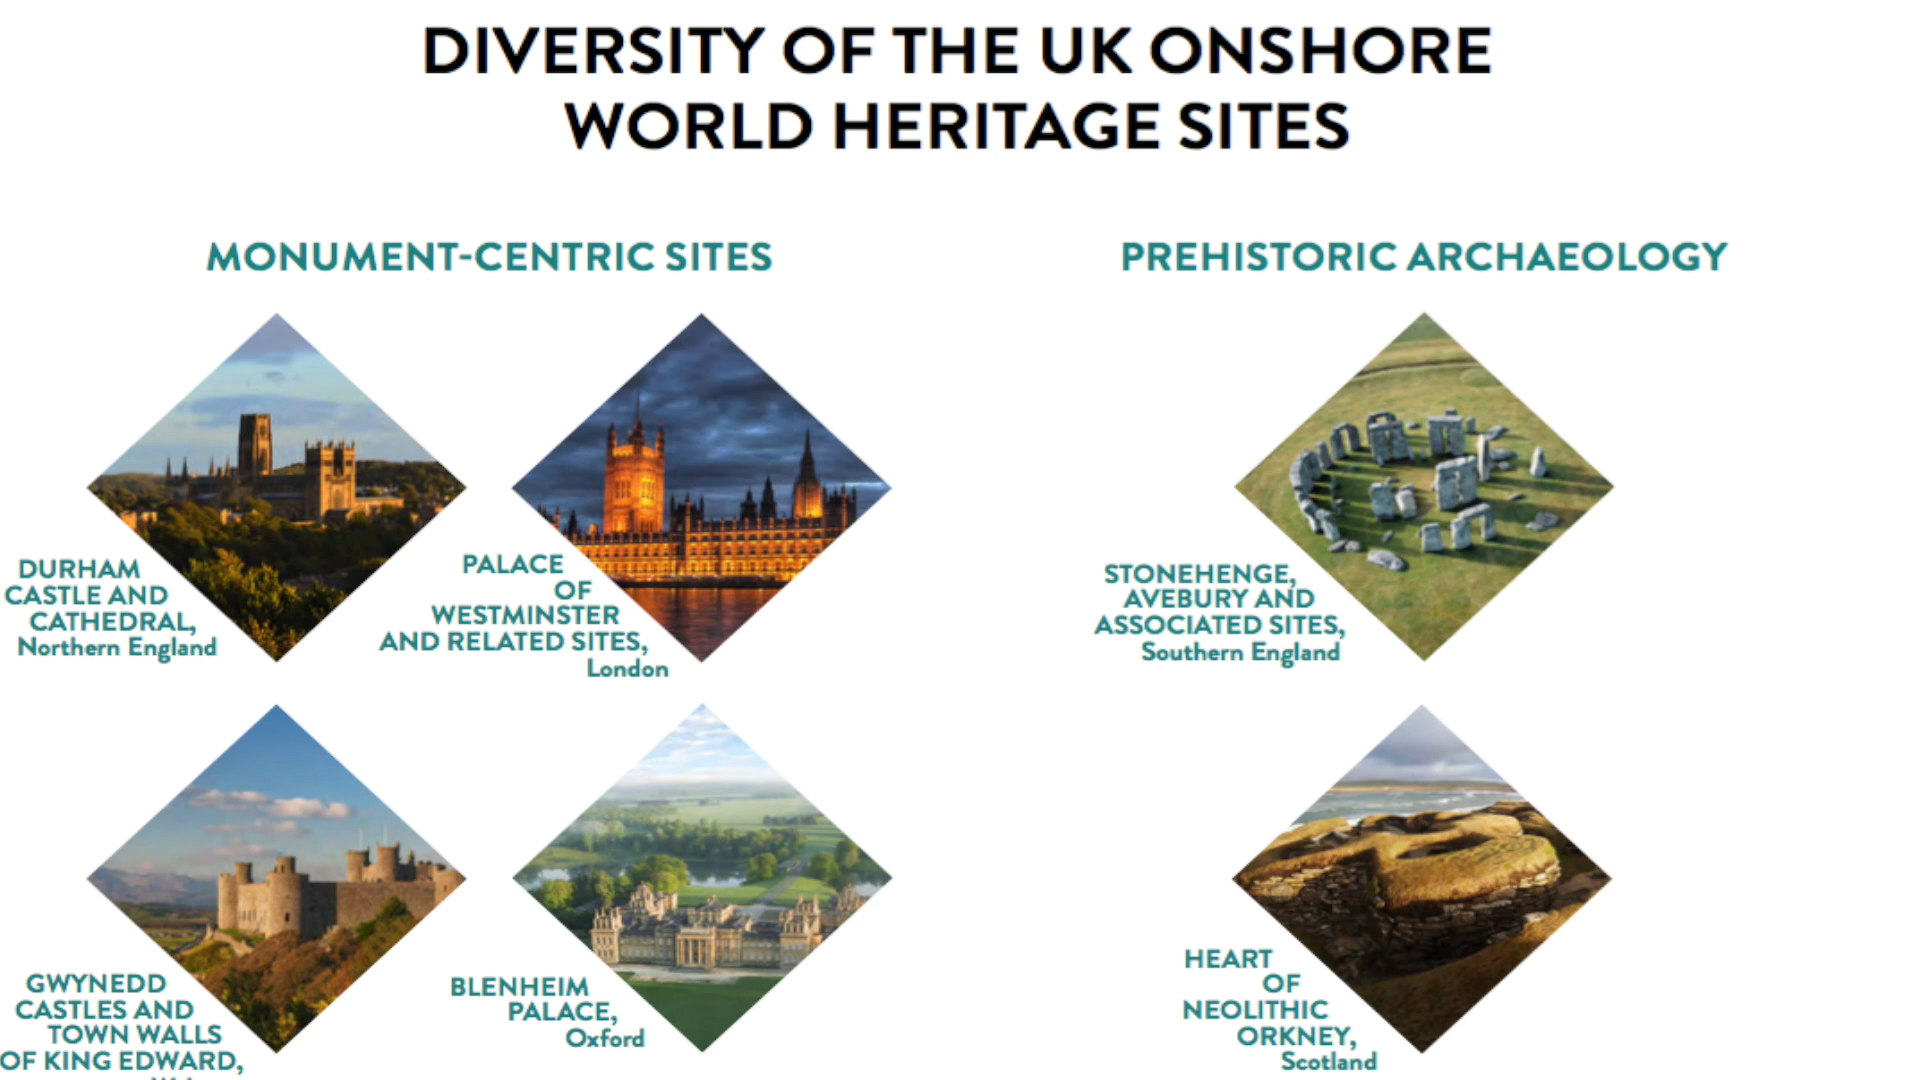 DIVERSITY OF THE UK ONSHORE
WORLD HERITAGE SITES
MONUMENT-CENTRIC SITES
DURHAM
CASTLE AND
CATHEDRAL,
Northern England
PALACE
OF
WESTMINSTER
AND RELATED SITES,
London
GWYNEDD
CASTLES AND
TOWN WALLS
OF KING EDWARD,
BLENHEIM
PALACE,
Oxford
PREHISTORIC ARCHAEOLOGY
STONEHENGE,
AVEBURY AND
ASSOCIATED SITES,
Southern England
HEART
OF
NEOLITHIC
ORKNEY,
Scotland